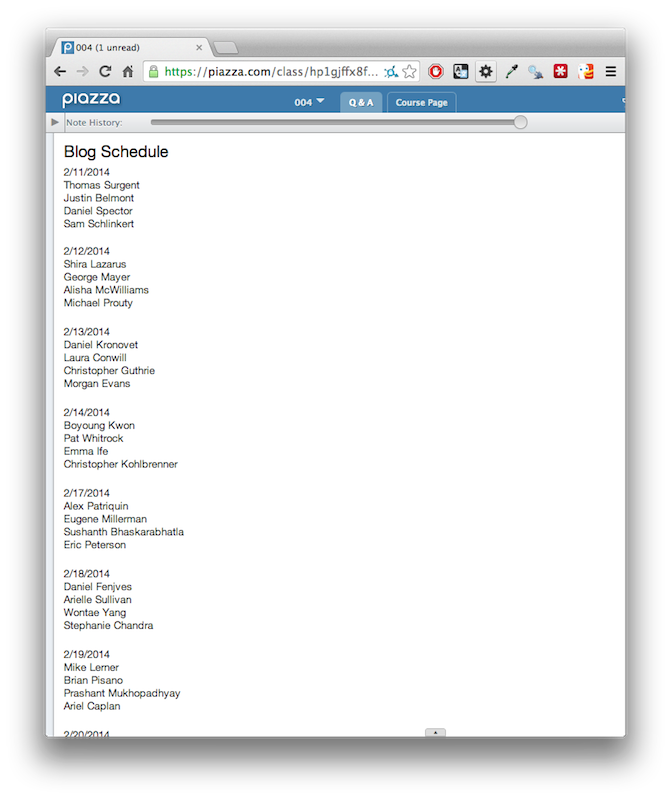 004 (1 unread)
https://piazza.com/class/hp1gjffx8f...
piazza
004
Q & A
Course Page
Note History:
Blog Schedule
2/11/2014
Thomas Surgent
Justin Belmont
Daniel Spector
Sam Schlinkert
2/12/2014
Shira Lazarus
George Mayer
Alisha McWilliams
Michael Prouty
2/13/2014
Daniel Kronovet
Laura Conwill
Christopher Guthrie
Morgan Evans
2/14/2014
Boyoung Kwon
Pat Whitrock
Emma Ife
Christopher Kohlbrenner
2/17/2014
Alex Patriquin
Eugene Millerman
Sushanth Bhaskarabhatla
Eric Peterson
2/18/2014
Daniel Fenjves
Arielle Sullivan
Wontae Yang
Stephanie Chandra
2/19/2014
Mike Lerner
Brian Pisano
Prashant Mukhopadhyay
Ariel Caplan
2/20/2014